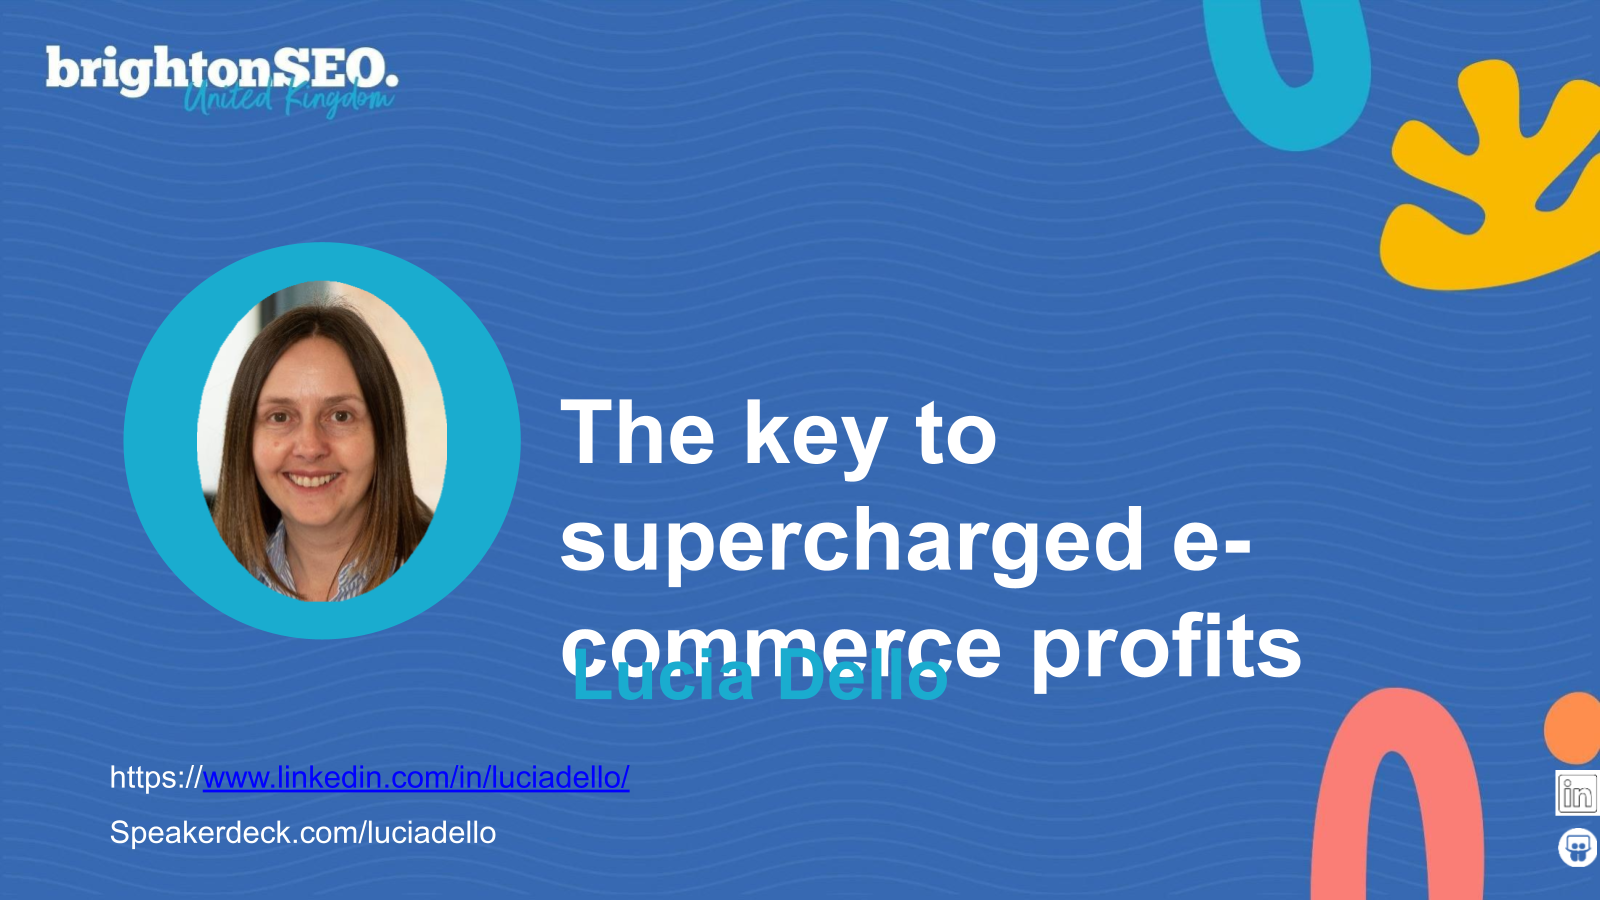 brightonSEO.
United Kingdom
The key to
supercharged e-
commerce profits
Lucia Dello
https://www.linkedin.com/in/luciadello/
Speakerdeck.com/luciadello
in